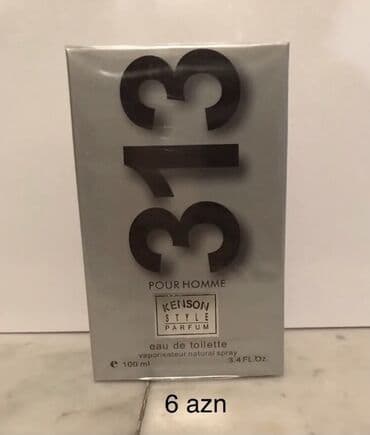 313
POUR HOMME
KENSON
STYLE
PARFUM
eau de toilette
vaporisateur natural spray
e 100 ml 3.4 FL.Oz.
6 azn